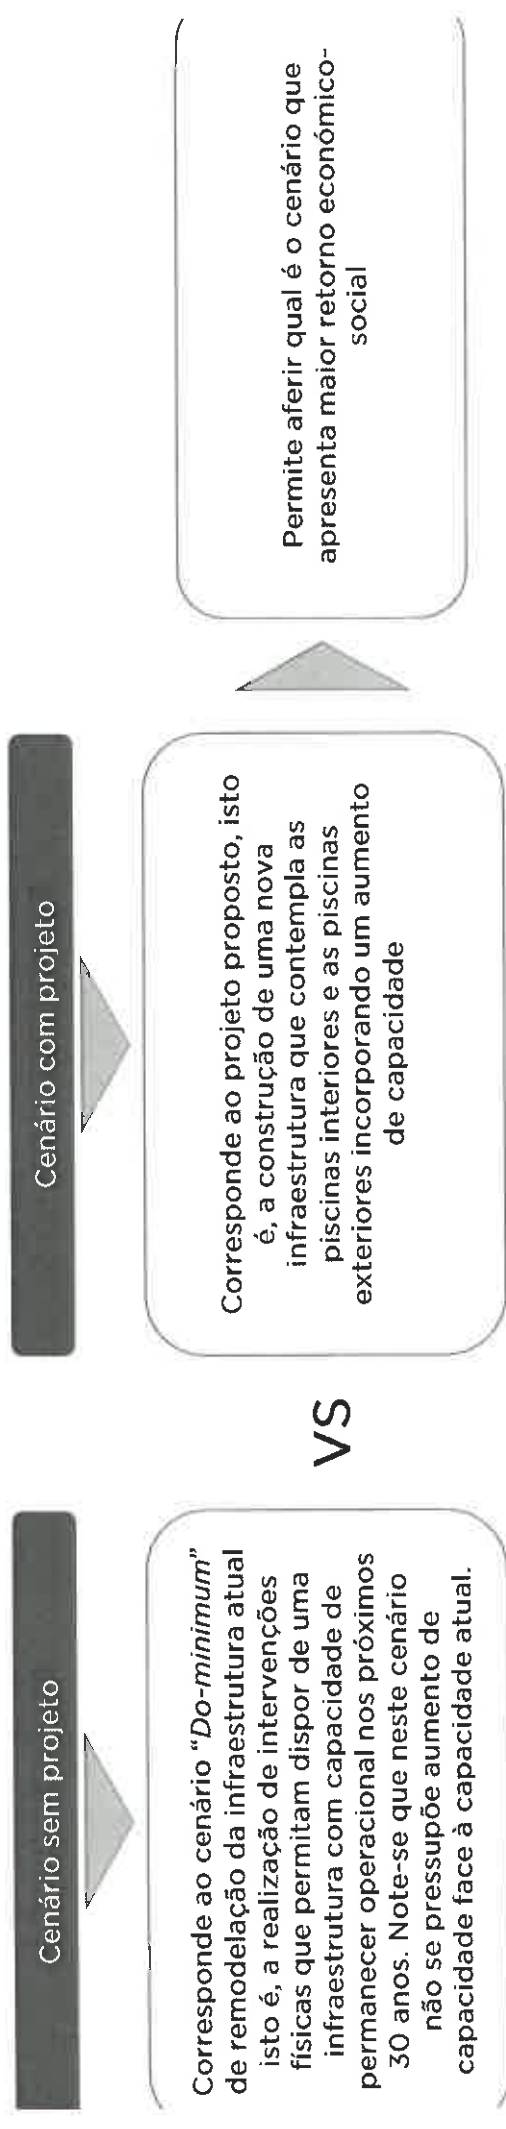 Cenário sem projeto
Corresponde ao cenário “Do-minimum”
de remodelação da infraestrutura atual
isto é, a realização de intervenções
físicas que permitam dispor de uma
infraestrutura com capacidade de
permanecer operacional nos próximos
30 anos. Note-se que neste cenário
não se pressupõe aumento de
capacidade face à capacidade atual.
VS
Cenário com projeto
Corresponde ao projeto proposto, isto
é, a construção de uma nova
infraestrutura que contempla as
piscinas interiores e as piscinas
exteriores incorporando um aumento
de capacidade
Permite aferir qual é o cenário que
apresenta maior retorno económico-
social